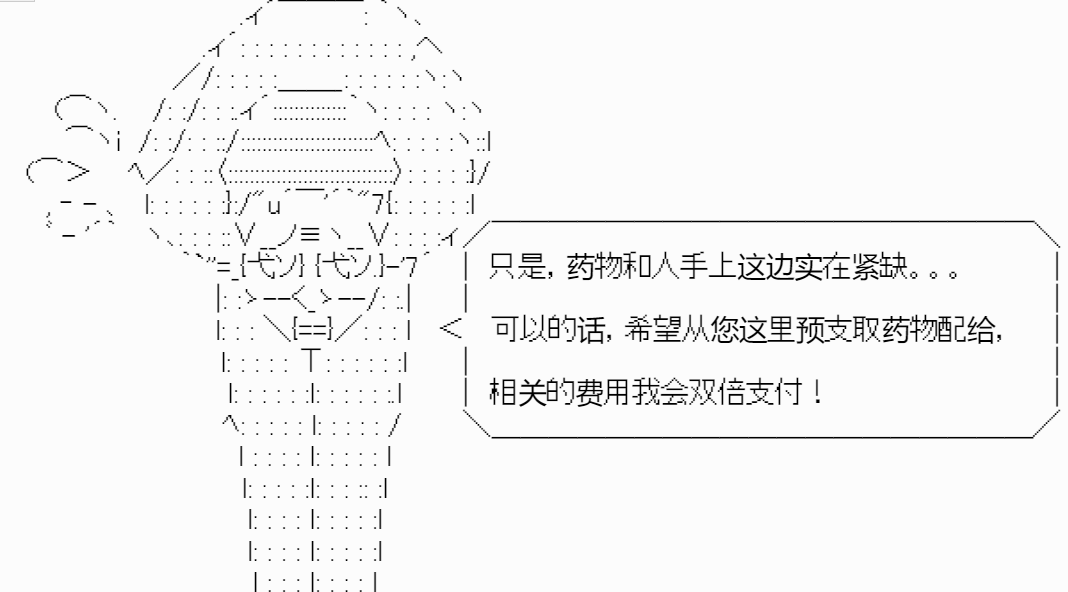 只是，药物和人手上这边实在紧缺。。。
可以的话，希望从您这里预支取药物配给，
相关的费用我会双倍支付！